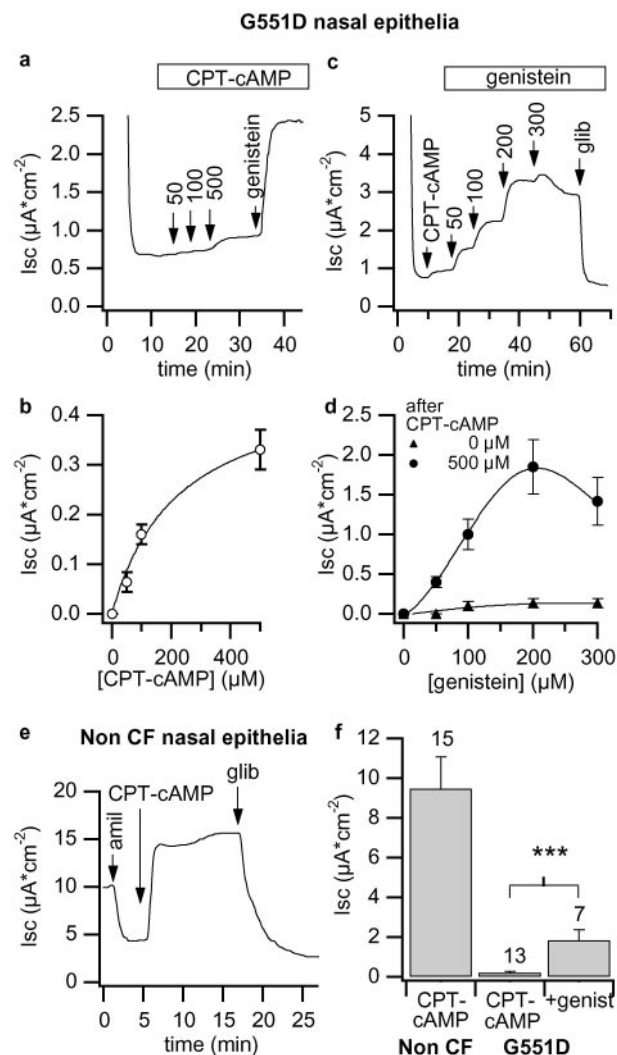 G551D nasal epithelia
a
CPT-cAMP
2.5
2.0
1.5
1.0
0.5
0.0
Isc (µA*cm-2)
50
100
500
genistein
0
10
20
30
40
time (min)
c
genistein
5
4
3
2
1
0
Isc (µA*cm-2)
CPT-cAMP
50
100
200
300
glib
0
20
40
60
time (min)
b
0.4
0.3
0.2
0.1
0.0
Isc (µA*cm-2)
0
200
400
[CPT-cAMP] (µM)
d
after
CPT-cAMP
0 µM
500 µM
2.0
1.5
1.0
0.5
0.0
Isc (µA*cm-2)
0
100
200
300
[genistein] (µM)
e
Non CF nasal epithelia
20
15
10
5
0
Isc (µA*cm-2)
amil
CPT-cAMP
glib
0
5
10
15
20
25
time (min)
f
12
10
8
6
4
2
0
Isc (µA*cm-2)
15
13
7
***
CPT-
cAMP
CPT-
cAMP
+genist
Non CF
G551D